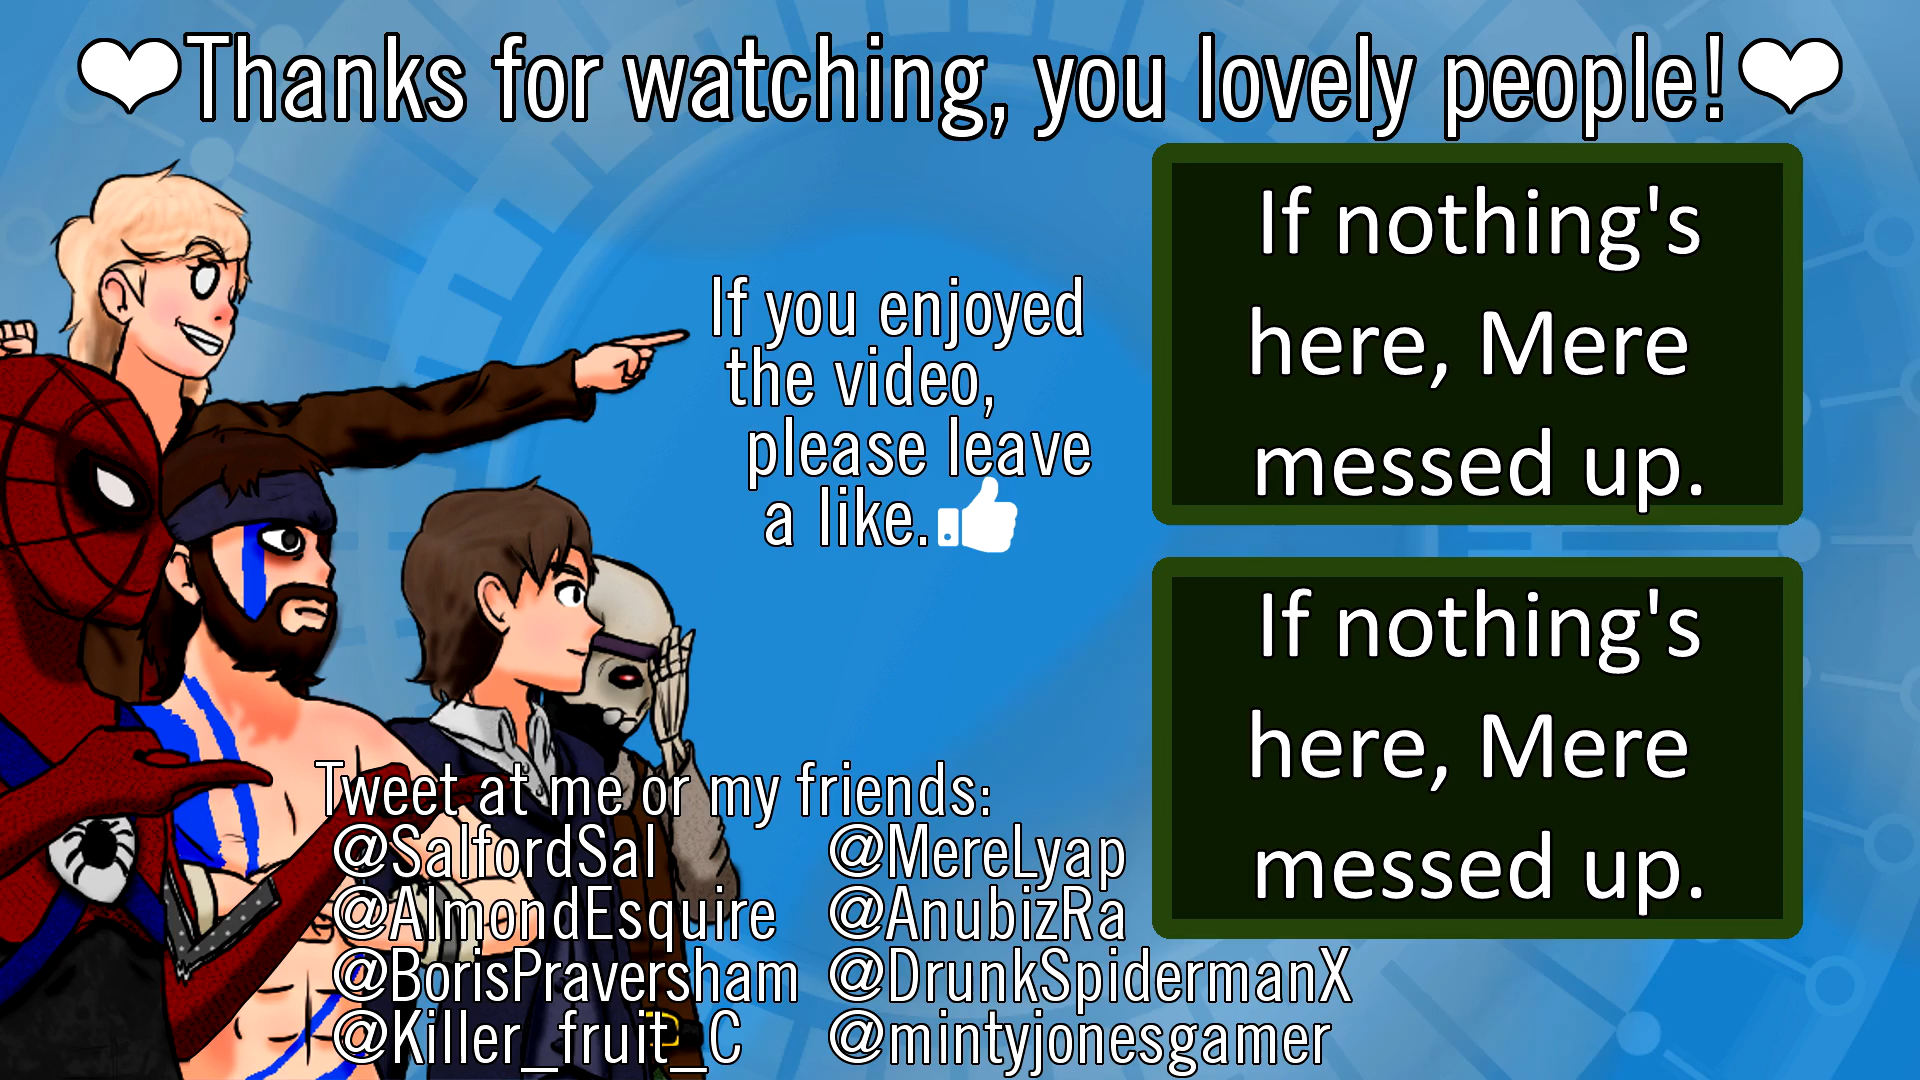 ❤Thanks for watching, you lovely people!❤
If you enjoyed
the video,
please leave
a like.
If nothing's
here, Mere
messed up.
If nothing's
here, Mere
messed up.
Tweet at me or my friends:
@SalfordSal @MereLyap
@AlmondEsquire @AnubizRa
@BorisPraversham @DrunkSpidermanX
@Killer_fruit_C @mintyjonesgamer